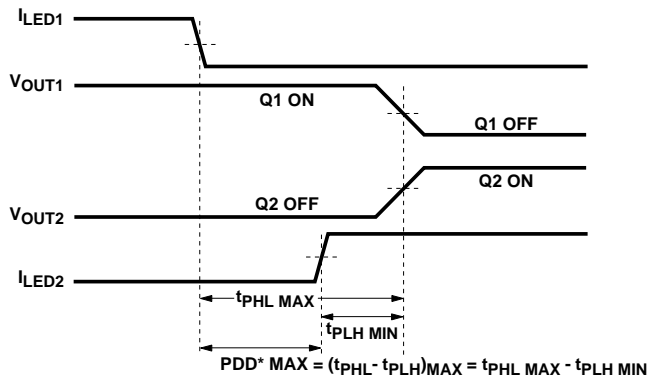 ILED1
VOUT1
Q1 ON
Q1 OFF
Q2 ON
Q2 OFF
VOUT2
ILED2
tPHL MAX
tPLH MIN
PDD* MAX = (tPHL- tPLH)MAX = tPHL MAX - tPLH MIN